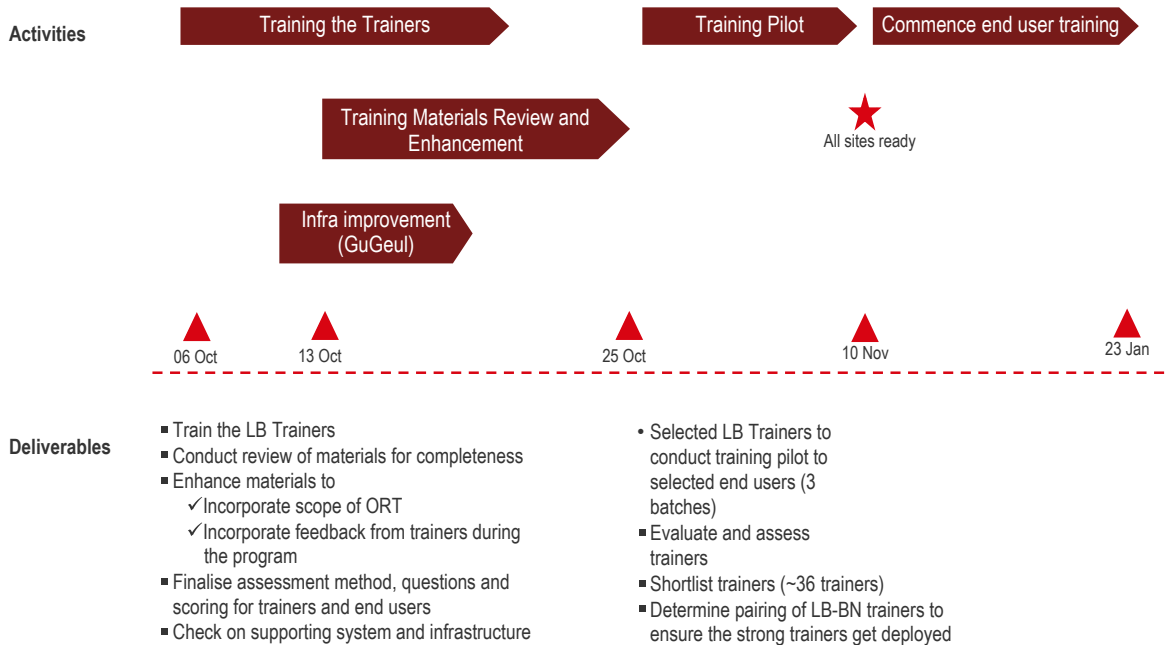 Activities
Training the Trainers
Training Pilot
Commence end user training
Training Materials Review and
Enhancement
All sites ready
Infra improvement
(GuGeul)
06 Oct
13 Oct
25 Oct
10 Nov
23 Jan
Deliverables
▪ Train the LB Trainers
▪ Conduct review of materials for completeness
▪ Enhance materials to
✓Incorporate scope of ORT
✓Incorporate feedback from trainers during
the program
▪ Finalise assessment method, questions and
scoring for trainers and end users
▪ Check on supporting system and infrastructure
• Selected LB Trainers to
conduct training pilot to
selected end users (3
batches)
▪ Evaluate and assess
trainers
▪ Shortlist trainers (~36 trainers)
▪ Determine pairing of LB-BN trainers to
ensure the strong trainers get deployed